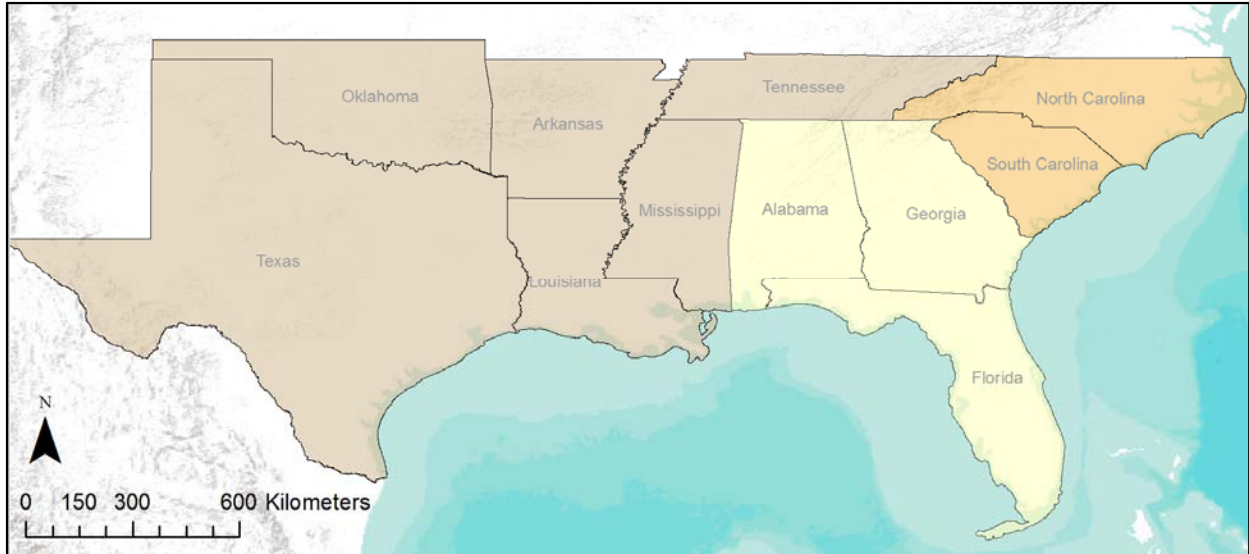 Oklahoma
Tennessee
North Carolina
Arkansas
South Carolina
Mississippi
Alabama
Georgia
Texas
Louisiana
Florida
N
0 150 300 600 Kilometers